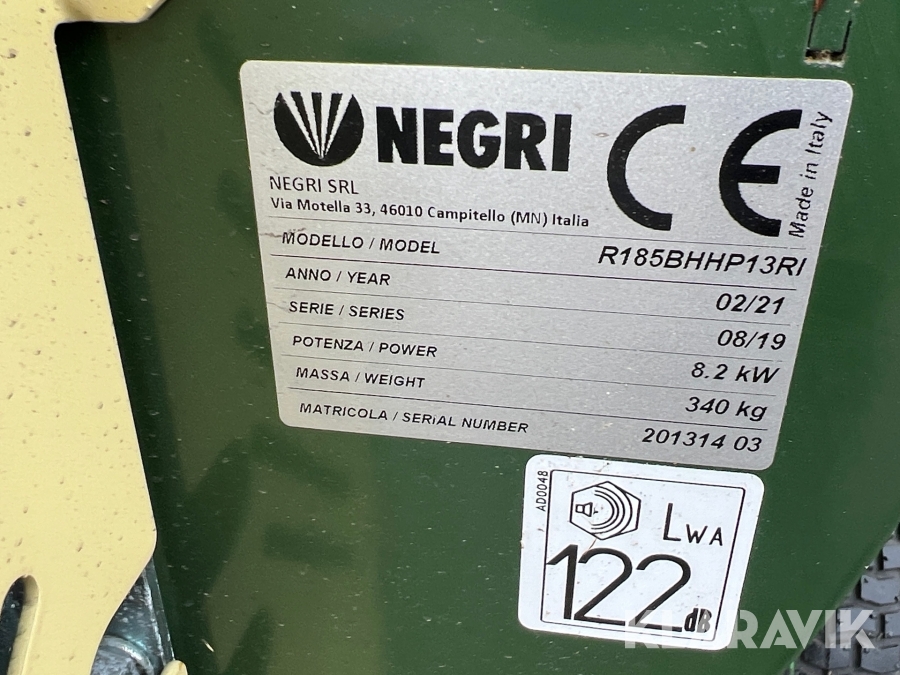 NEGRI
NEGRI SRL
Via Motella 33, 46010 Campitello (MN) Italia
CE
Made in Italy
MODELLO / MODEL R185BHHP13RI
ANNO / YEAR 02/21
SERIE / SERIES 08/19
POTENZA / POWER 8.2 kW
MASSA / WEIGHT 340 kg
MATRICOLA / SERIAL NUMBER 201314 03
AD0048
LWA
122 dB
KLARAVIK